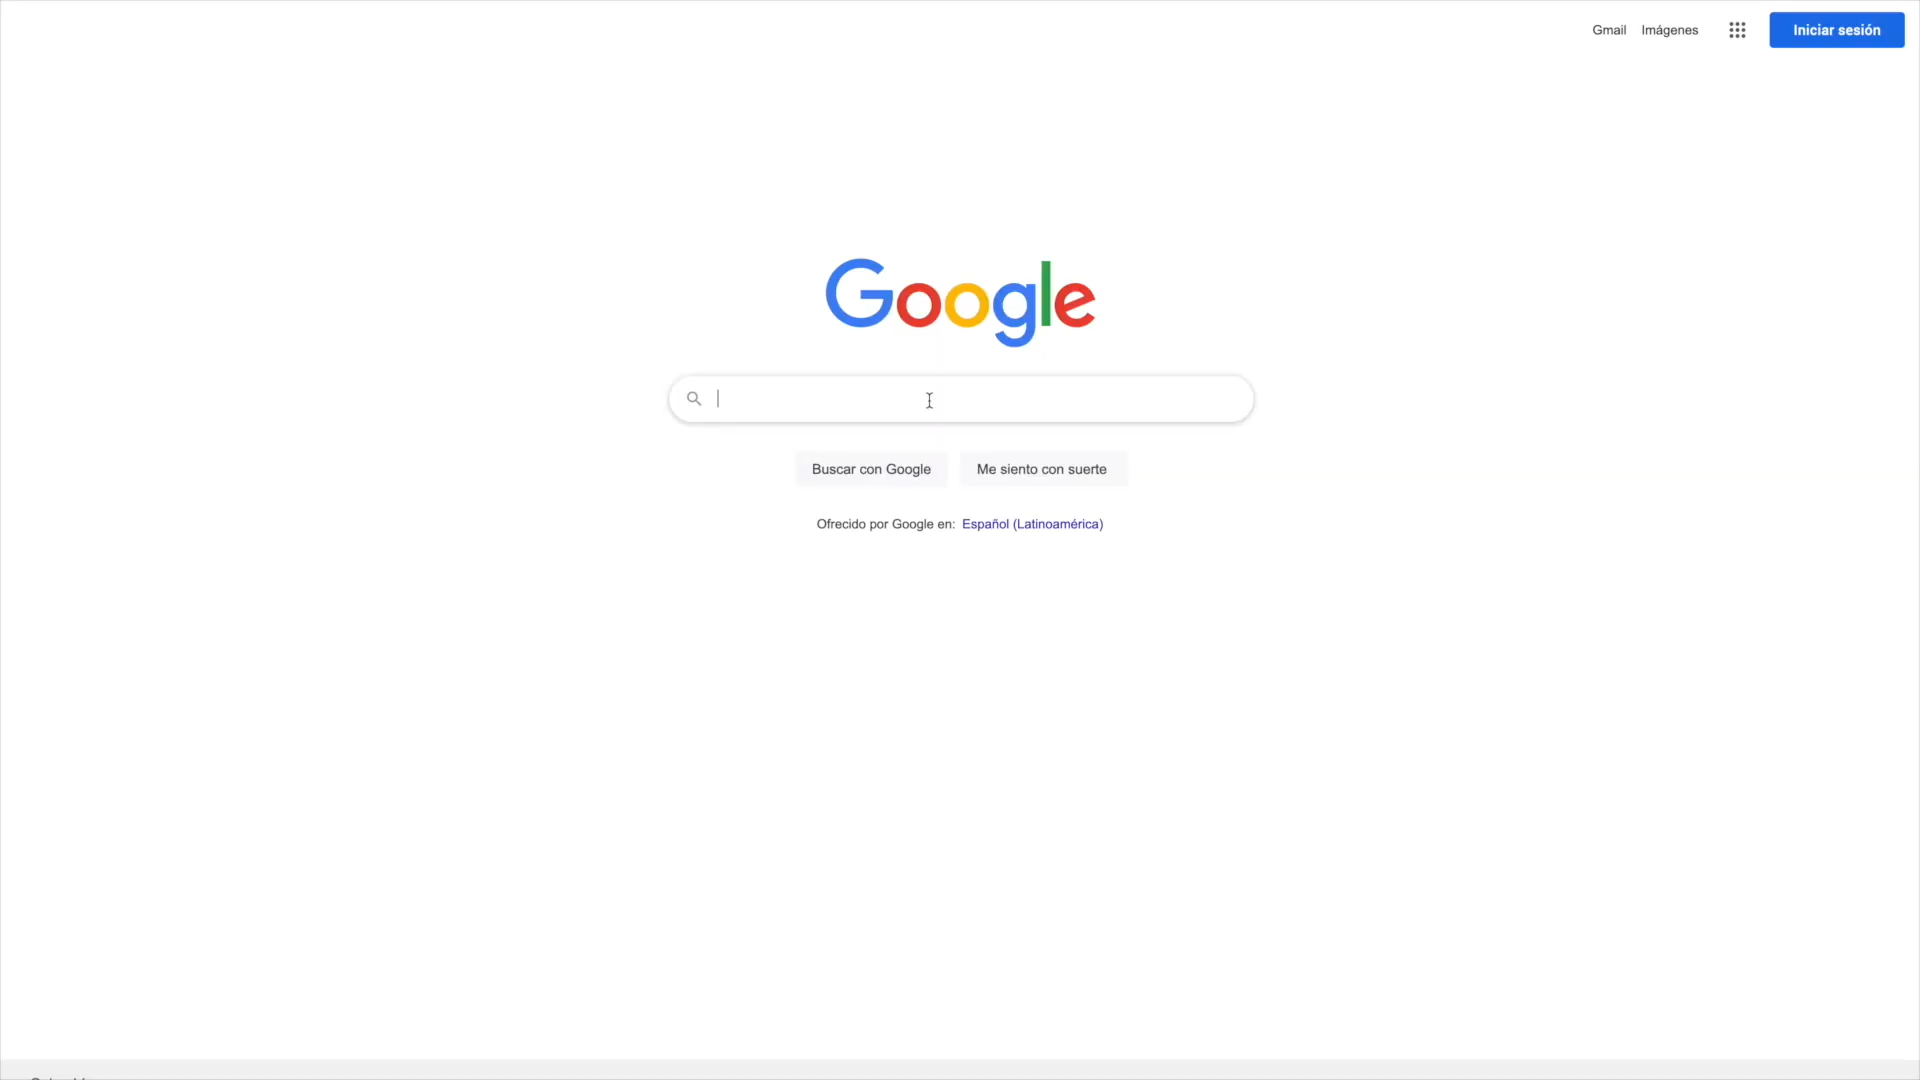 Gmail Imágenes Iniciar sesión
Google
Buscar con Google Me siento con suerte
Ofrecido por Google en: Español (Latinoamérica)